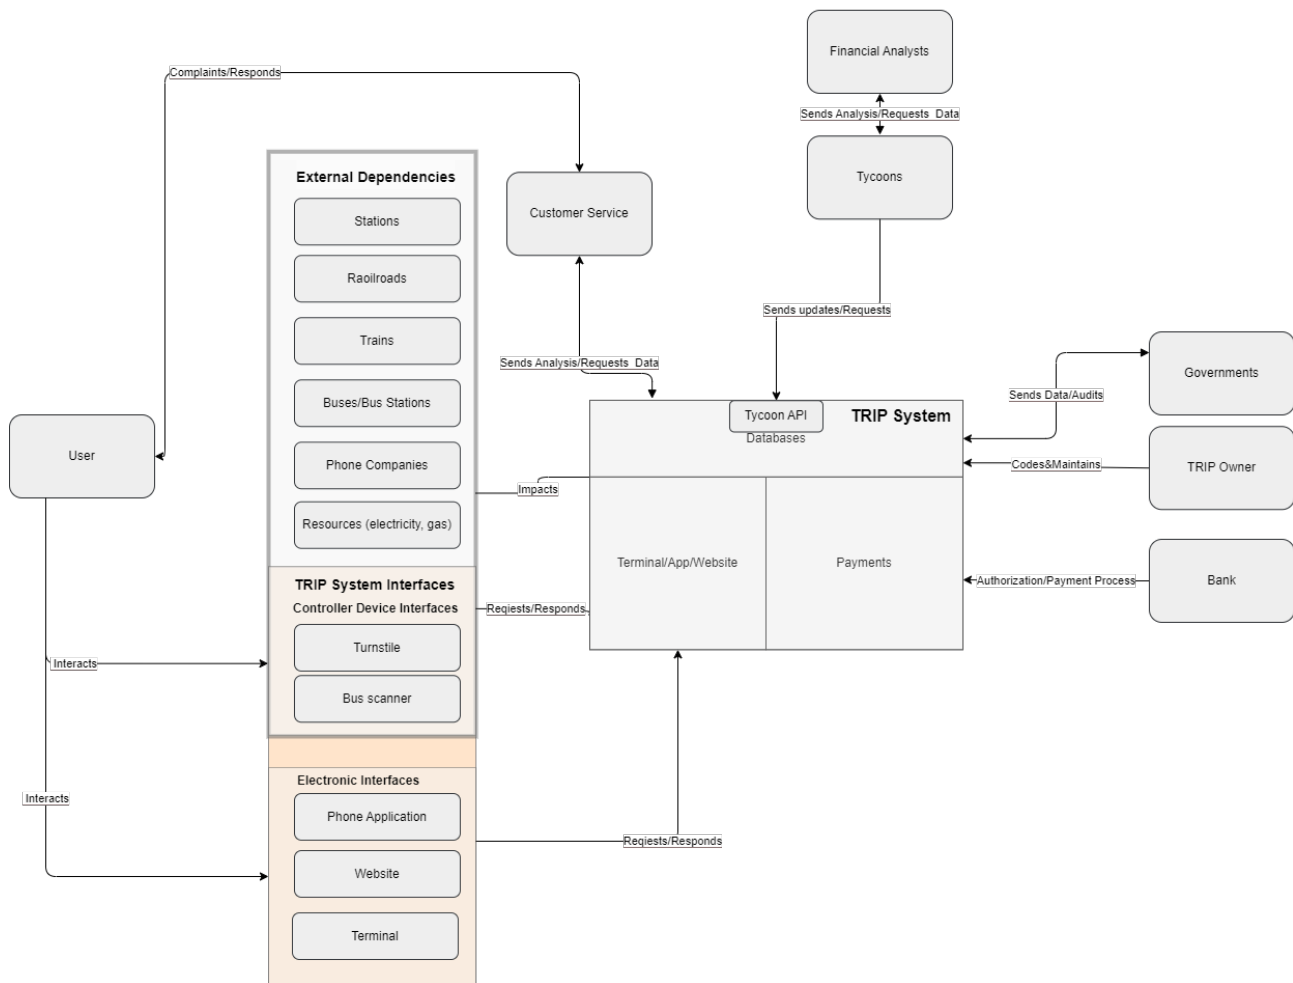 Financial Analysts
Complaints/Responds
Sends Analysis/Requests  Data
External Dependencies
Tycoons
Stations
Customer Service
Raoilroads
Sends updates/Requests
Trains
Sends Analysis/Requests  Data
Governments
Buses/Bus Stations
Sends Data/Audits
Tycoon API
TRIP System
Databases
User
Phone Companies
Codes&Maintains
TRIP Owner
Impacts
Resources (electricity, gas)
Terminal/App/Website
Payments
TRIP System Interfaces
Authorization/Payment Process
Bank
Controller Device Interfaces
Reqiests/Responds
Turnstile
Interacts
Bus scanner
Electronic Interfaces
Interacts
Phone Application
Reqiests/Responds
Website
Terminal